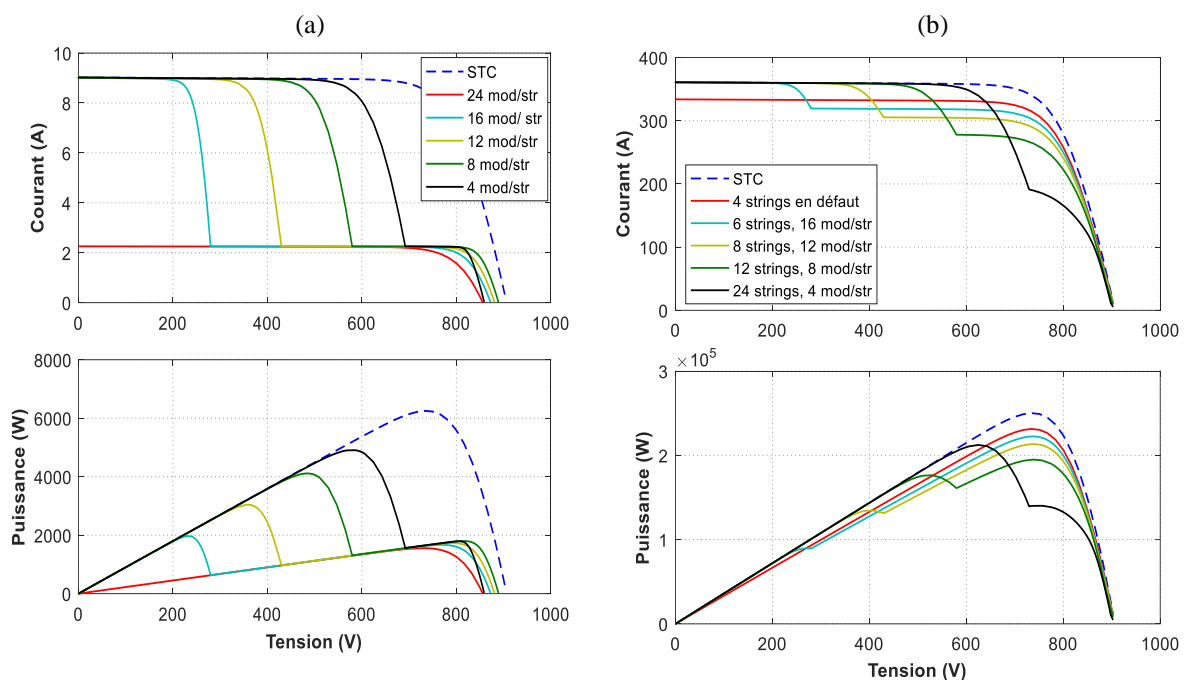 (a)
10
8
6
4
2
0
Courant (A)
STC
24 mod/str
16 mod/ str
12 mod/str
8 mod/str
4 mod/str
0
200
400
600
800
1000
(b)
400
300
200
100
0
Courant (A)
STC
4 strings en défaut
6 strings, 16 mod/str
8 strings, 12 mod/str
12 strings, 8 mod/str
24 strings, 4 mod/str
0
200
400
600
800
1000
8000
6000
4000
2000
0
Puissance (W)
0
200
400
600
800
1000
Tension (V)
×10⁵
3
2
1
0
Puissance (W)
0
200
400
600
800
1000
Tension (V)